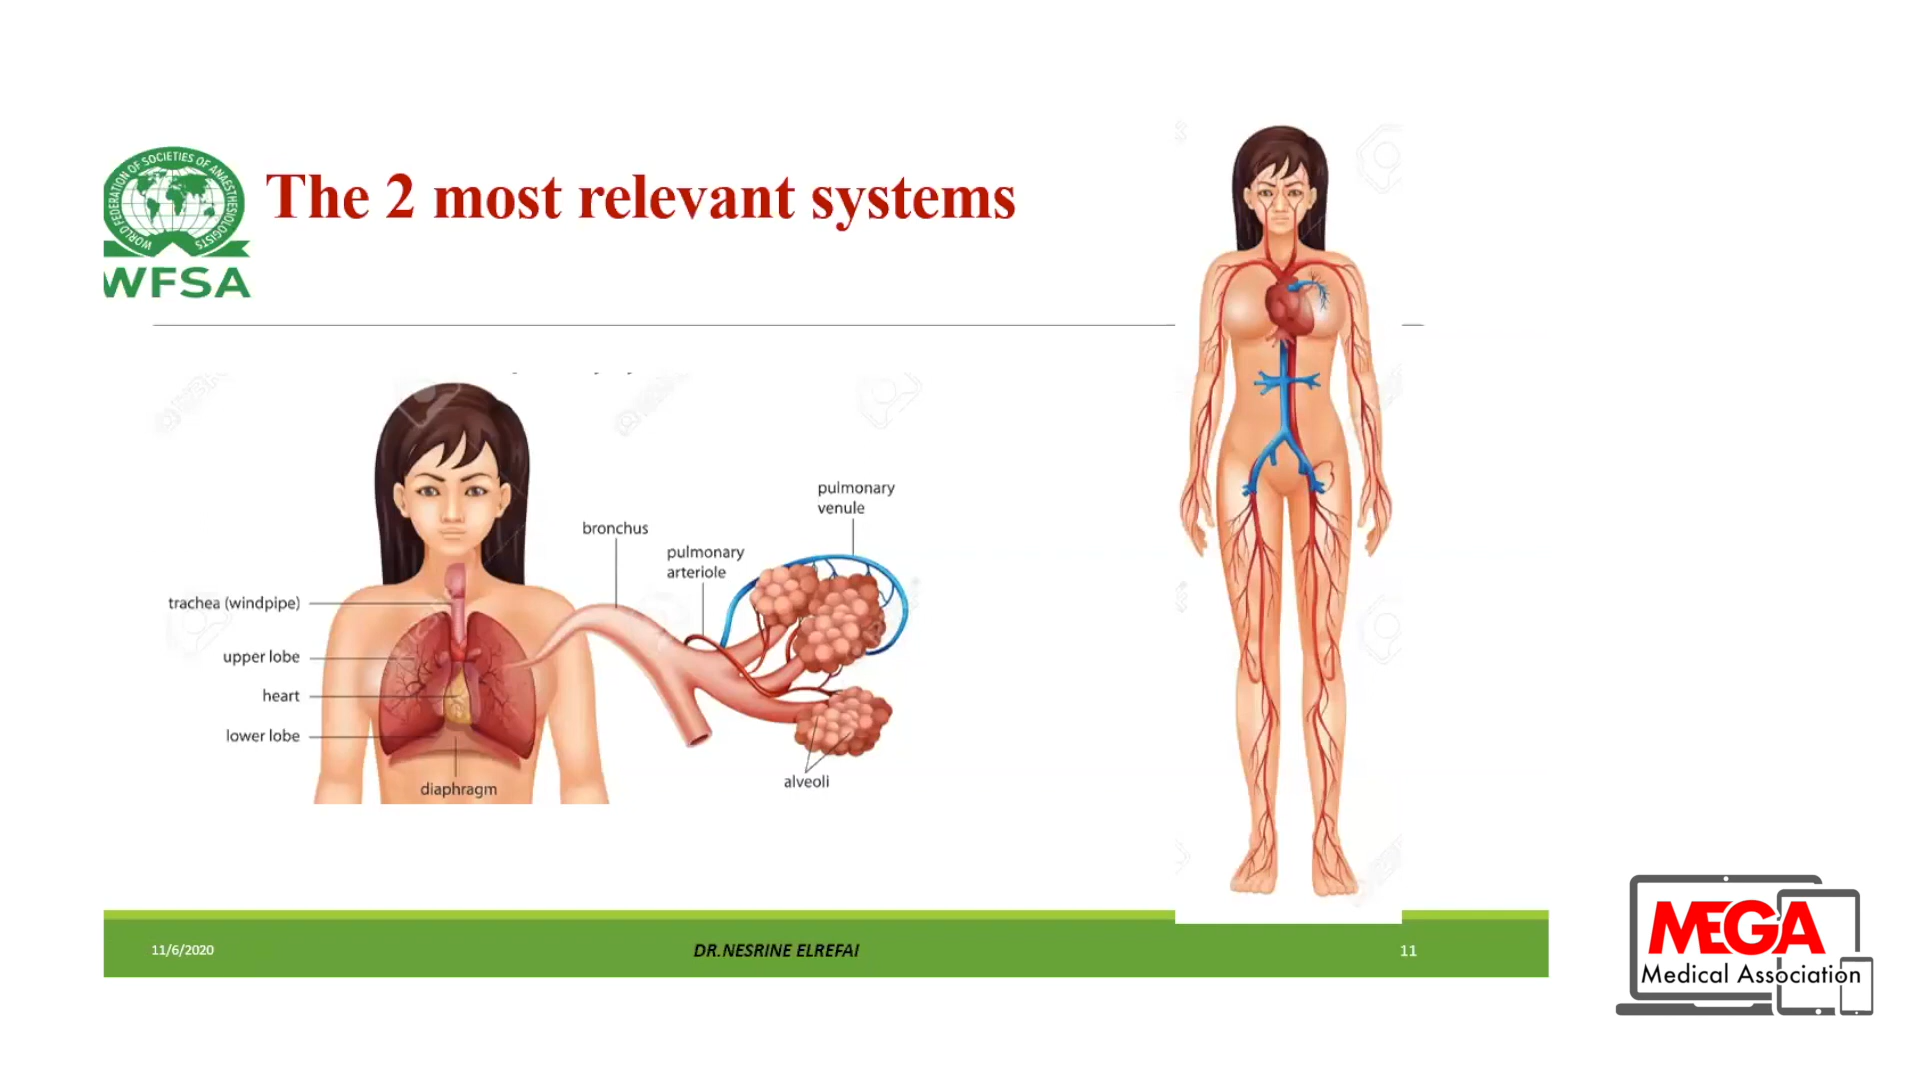 WORLD FEDERATION OF SOCIETIES OF ANAESTHESIOLOGISTS
WFSA
The 2 most relevant systems
pulmonary
venule
bronchus
pulmonary
arteriole
trachea (windpipe)
upper lobe
heart
lower lobe
diaphragm
alveoli
11/6/2020
DR.NESRINE ELREFAI
11
MEGA
Medical Association